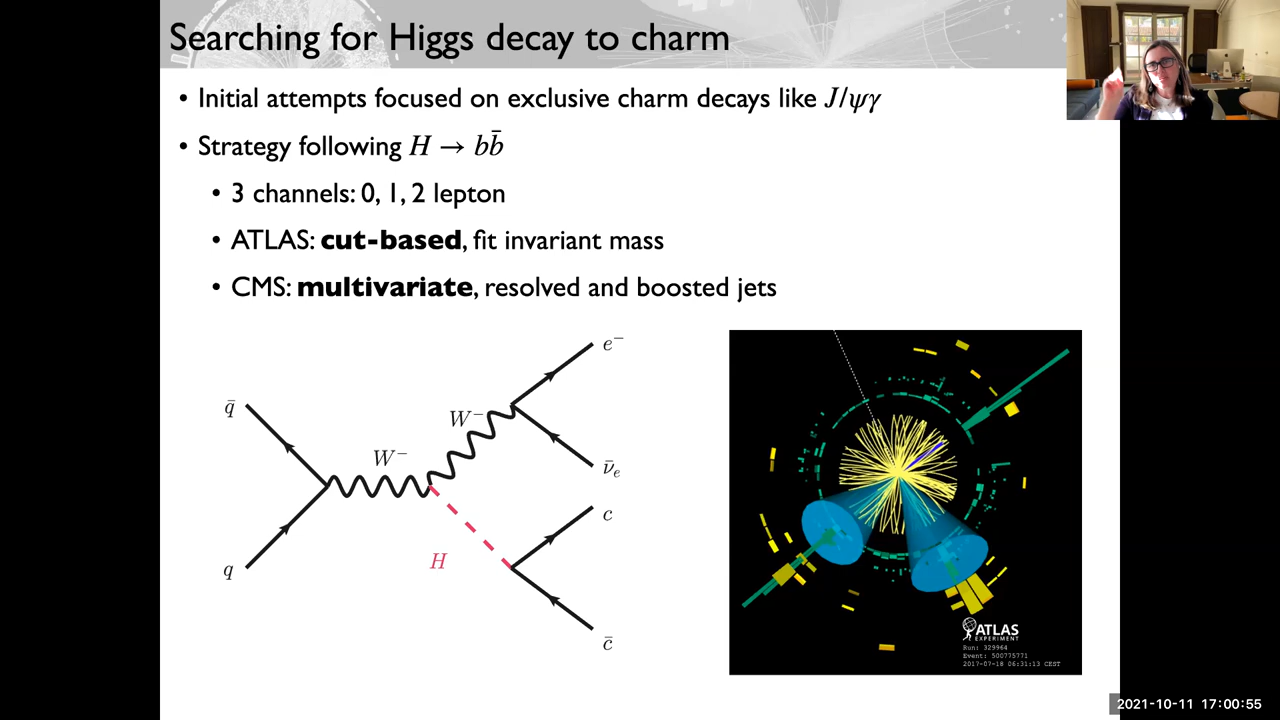 Searching for Higgs decay to charm
• Initial attempts focused on exclusive charm decays like J/ψγ
• Strategy following H → bb̄
• 3 channels: 0, 1, 2 lepton
• ATLAS: cut-based, fit invariant mass
• CMS: multivariate, resolved and boosted jets
e⁻
q̄
W⁻
W⁻
ν̄ₑ
c
H
q
c̄
ATLAS
EXPERIMENT
Run: 329964
Event: 500775771
2017-07-18 06:31:13 CEST
2021-10-11 17:00:55